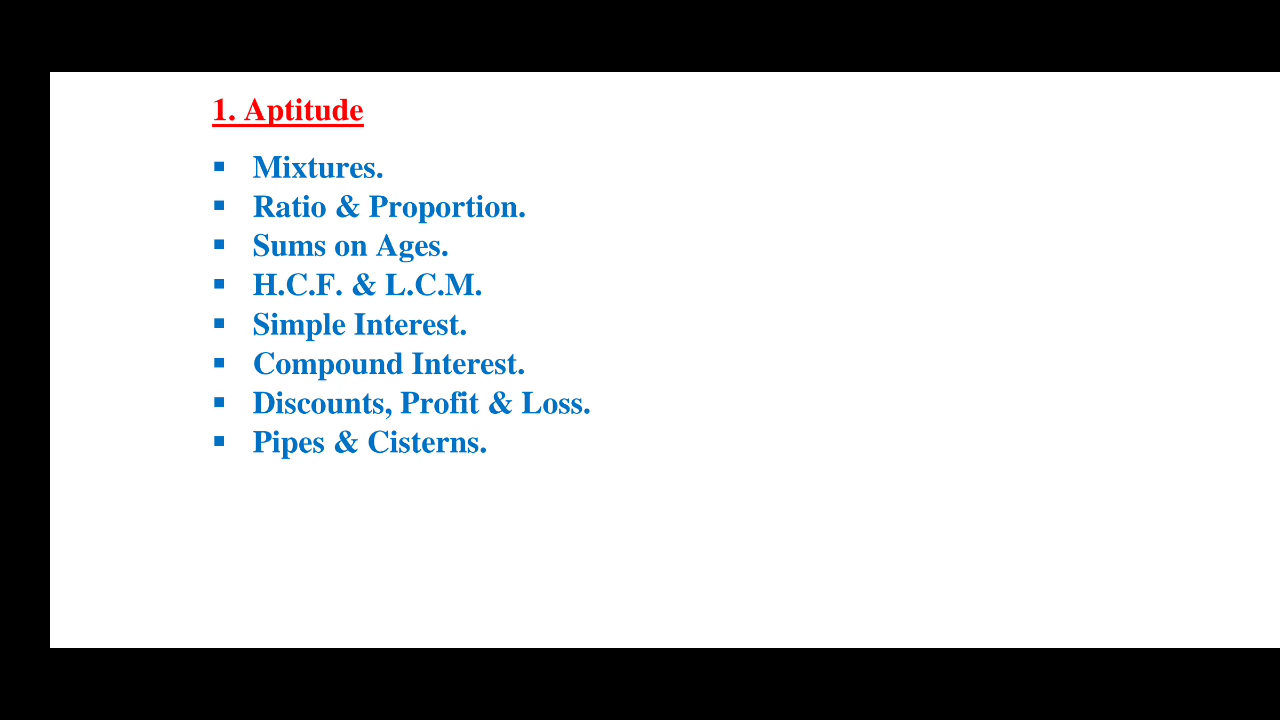 1. Aptitude
▪ Mixtures.
▪ Ratio & Proportion.
▪ Sums on Ages.
▪ H.C.F. & L.C.M.
▪ Simple Interest.
▪ Compound Interest.
▪ Discounts, Profit & Loss.
▪ Pipes & Cisterns.